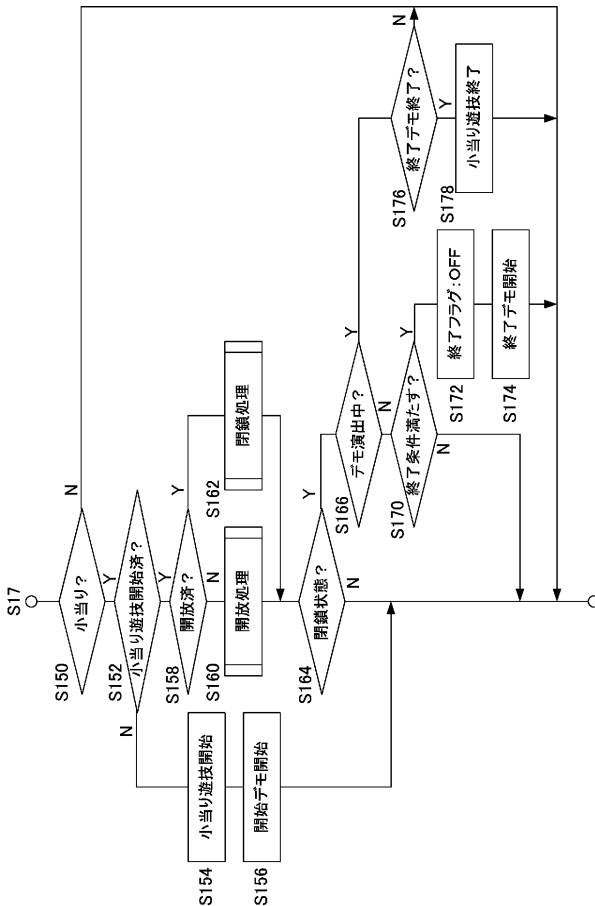 S17
小当り？
S150
N
Y
小当り遊技開始済？
S152
N
Y
小当り遊技開始
S154
開始デモ開始
S156
開放済？
S158
Y
N
開放処理
S160
閉鎖処理
S162
閉鎖状態？
S164
Y
N
デモ演出中？
S166
Y
N
終了条件満たす？
S170
Y
N
終了フラグ：OFF
S172
終了デモ開始
S174
終了デモ終了？
S176
N
Y
小当り遊技終了
S178